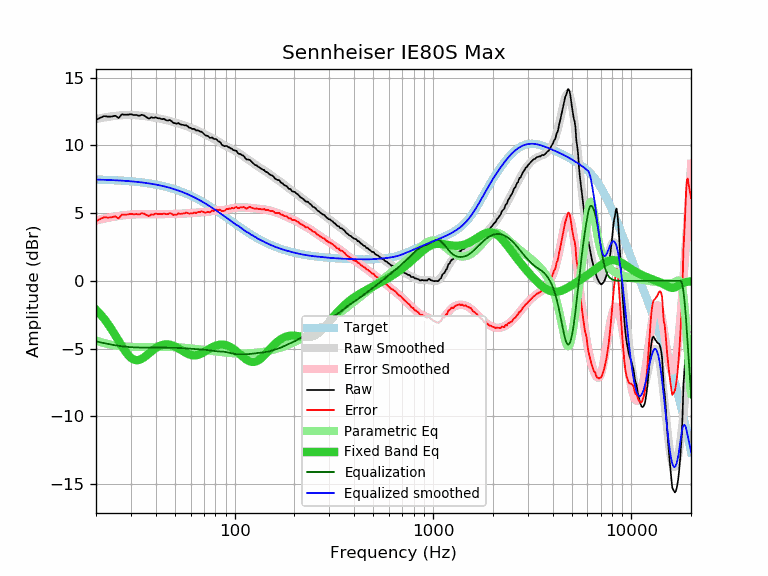 Sennheiser IE80S Max
15
10
5
0
−5
−10
−15
Amplitude (dBr)
100
1000
10000
Frequency (Hz)
Target
Raw Smoothed
Error Smoothed
Raw
Error
Parametric Eq
Fixed Band Eq
Equalization
Equalized smoothed